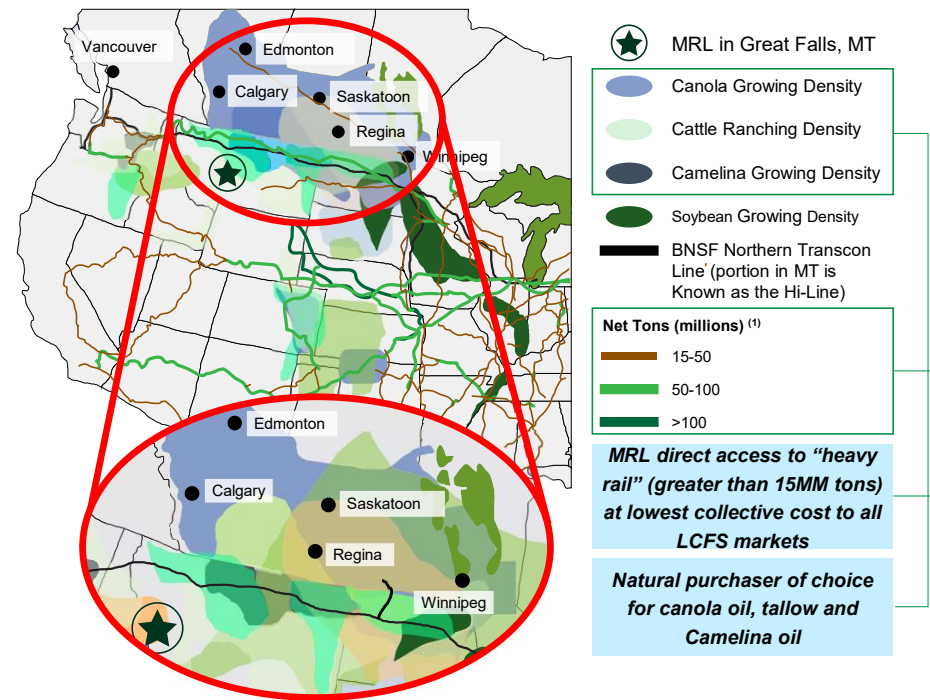 Vancouver
Edmonton
Calgary
Saskatoon
Regina
Winnipeg
Edmonton
Calgary
Saskatoon
Regina
Winnipeg
MRL in Great Falls, MT
Canola Growing Density
Cattle Ranching Density
Camelina Growing Density
Soybean Growing Density
BNSF Northern Transcon
Line' (portion in MT is
Known as the Hi-Line)
Net Tons (millions) (1)
15-50
50-100
>100
MRL direct access to “heavy
rail” (greater than 15MM tons)
at lowest collective cost to all
LCFS markets
Natural purchaser of choice
for canola oil, tallow and
Camelina oil